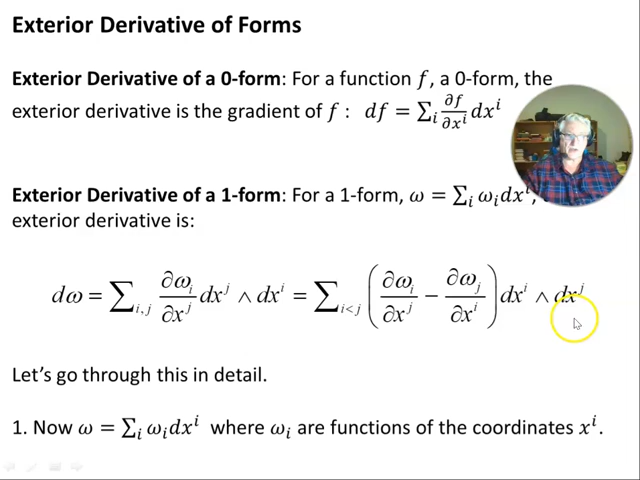 Exterior Derivative of Forms
Exterior Derivative of a 0-form: For a function f, a 0-form, the
exterior derivative is the gradient of f : df = ∑ᵢ ∂f/∂xⁱ dxⁱ
Exterior Derivative of a 1-form: For a 1-form, ω = ∑ᵢ ωᵢdxⁱ,
exterior derivative is:
dω = ∑ᵢ,ⱼ ∂ωᵢ/∂xʲ dxʲ ∧ dxⁱ = ∑ᵢ<ⱼ (∂ωᵢ/∂xʲ − ∂ωⱼ/∂xⁱ) dxⁱ ∧ dxʲ
Let's go through this in detail.
1. Now ω = ∑ᵢ ωᵢdxⁱ where ωᵢ are functions of the coordinates xⁱ.